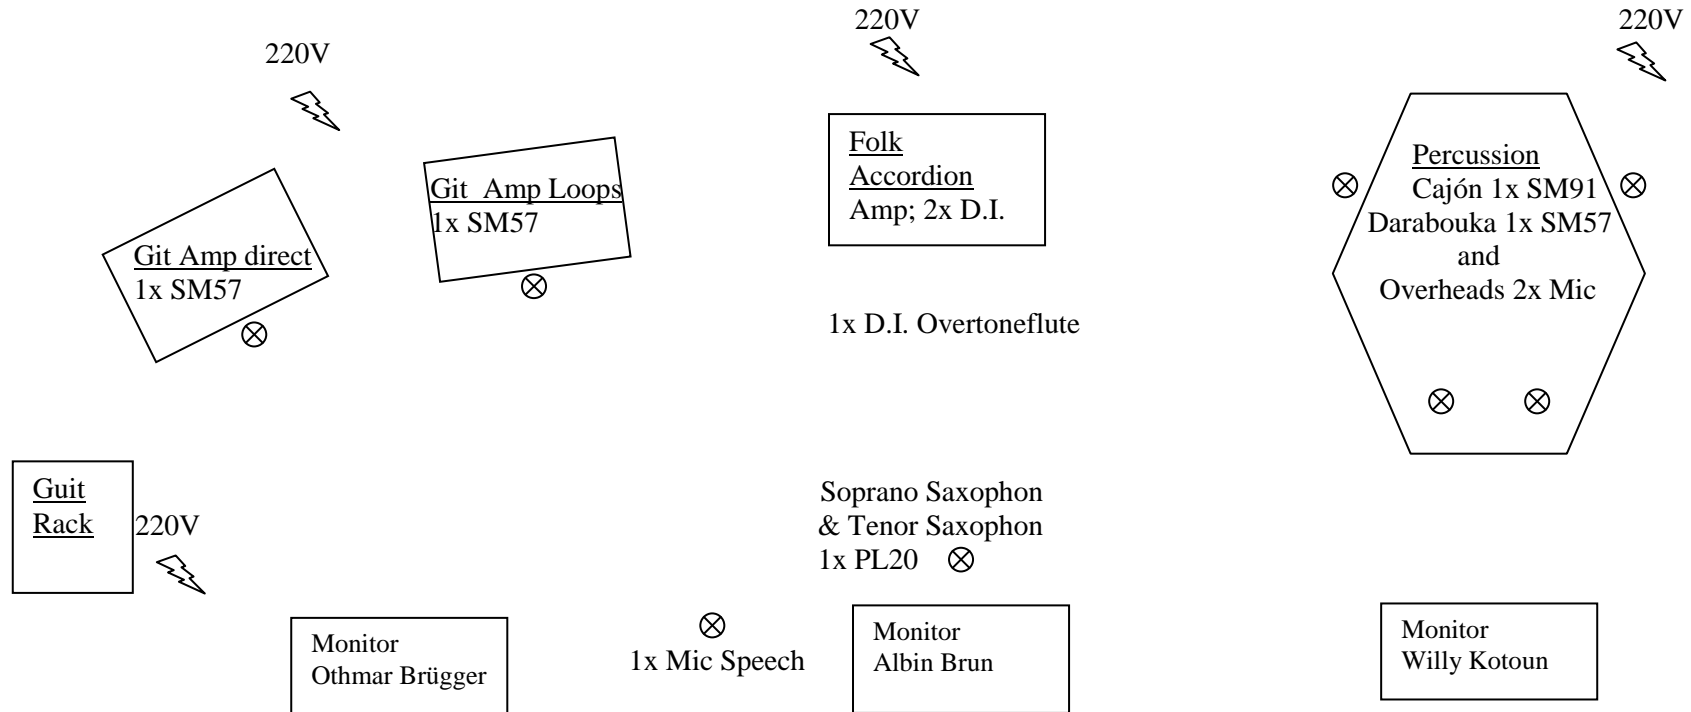 220V
220V
220V
Git Amp direct
1x SM57
Git Amp Loops
1x SM57
Folk
Accordion
Amp; 2x D.I.
1x D.I. Overtoneflute
Percussion
Cajón 1x SM91
Darabouka 1x SM57
and
Overheads 2x Mic
Guit
Rack
220V
Soprano Saxophon
& Tenor Saxophon
1x PL20
Monitor
Othmar Brügger
1x Mic Speech
Monitor
Albin Brun
Monitor
Willy Kotoun